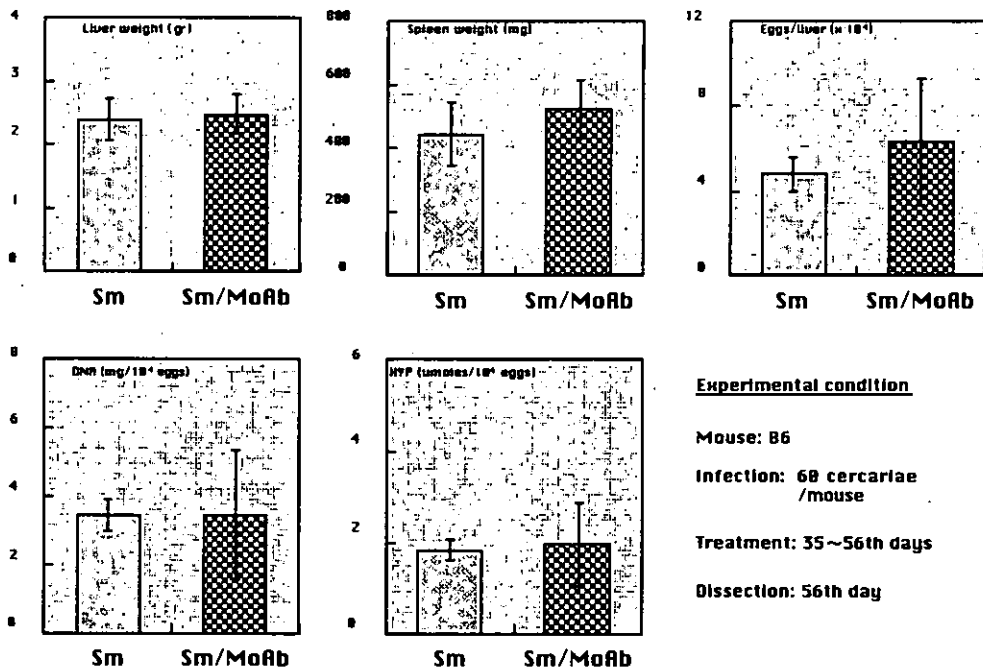 4
3
2
1
0
Liver weight (gr)
Sm Sm/MoAb
800
600
400
200
0
Spleen weight (mg)
Sm Sm/MoAb
12
8
4
0
Eggs/liver (x 10⁴)
Sm Sm/MoAb
8
6
4
2
0
DNA (mg/10⁴ eggs)
Sm Sm/MoAb
6
4
2
0
HYP (umoles/10⁴ eggs)
Sm Sm/MoAb
Experimental condition
Mouse: B6
Infection: 60 cercariae
/mouse
Treatment: 35~56th days
Dissection: 56th day